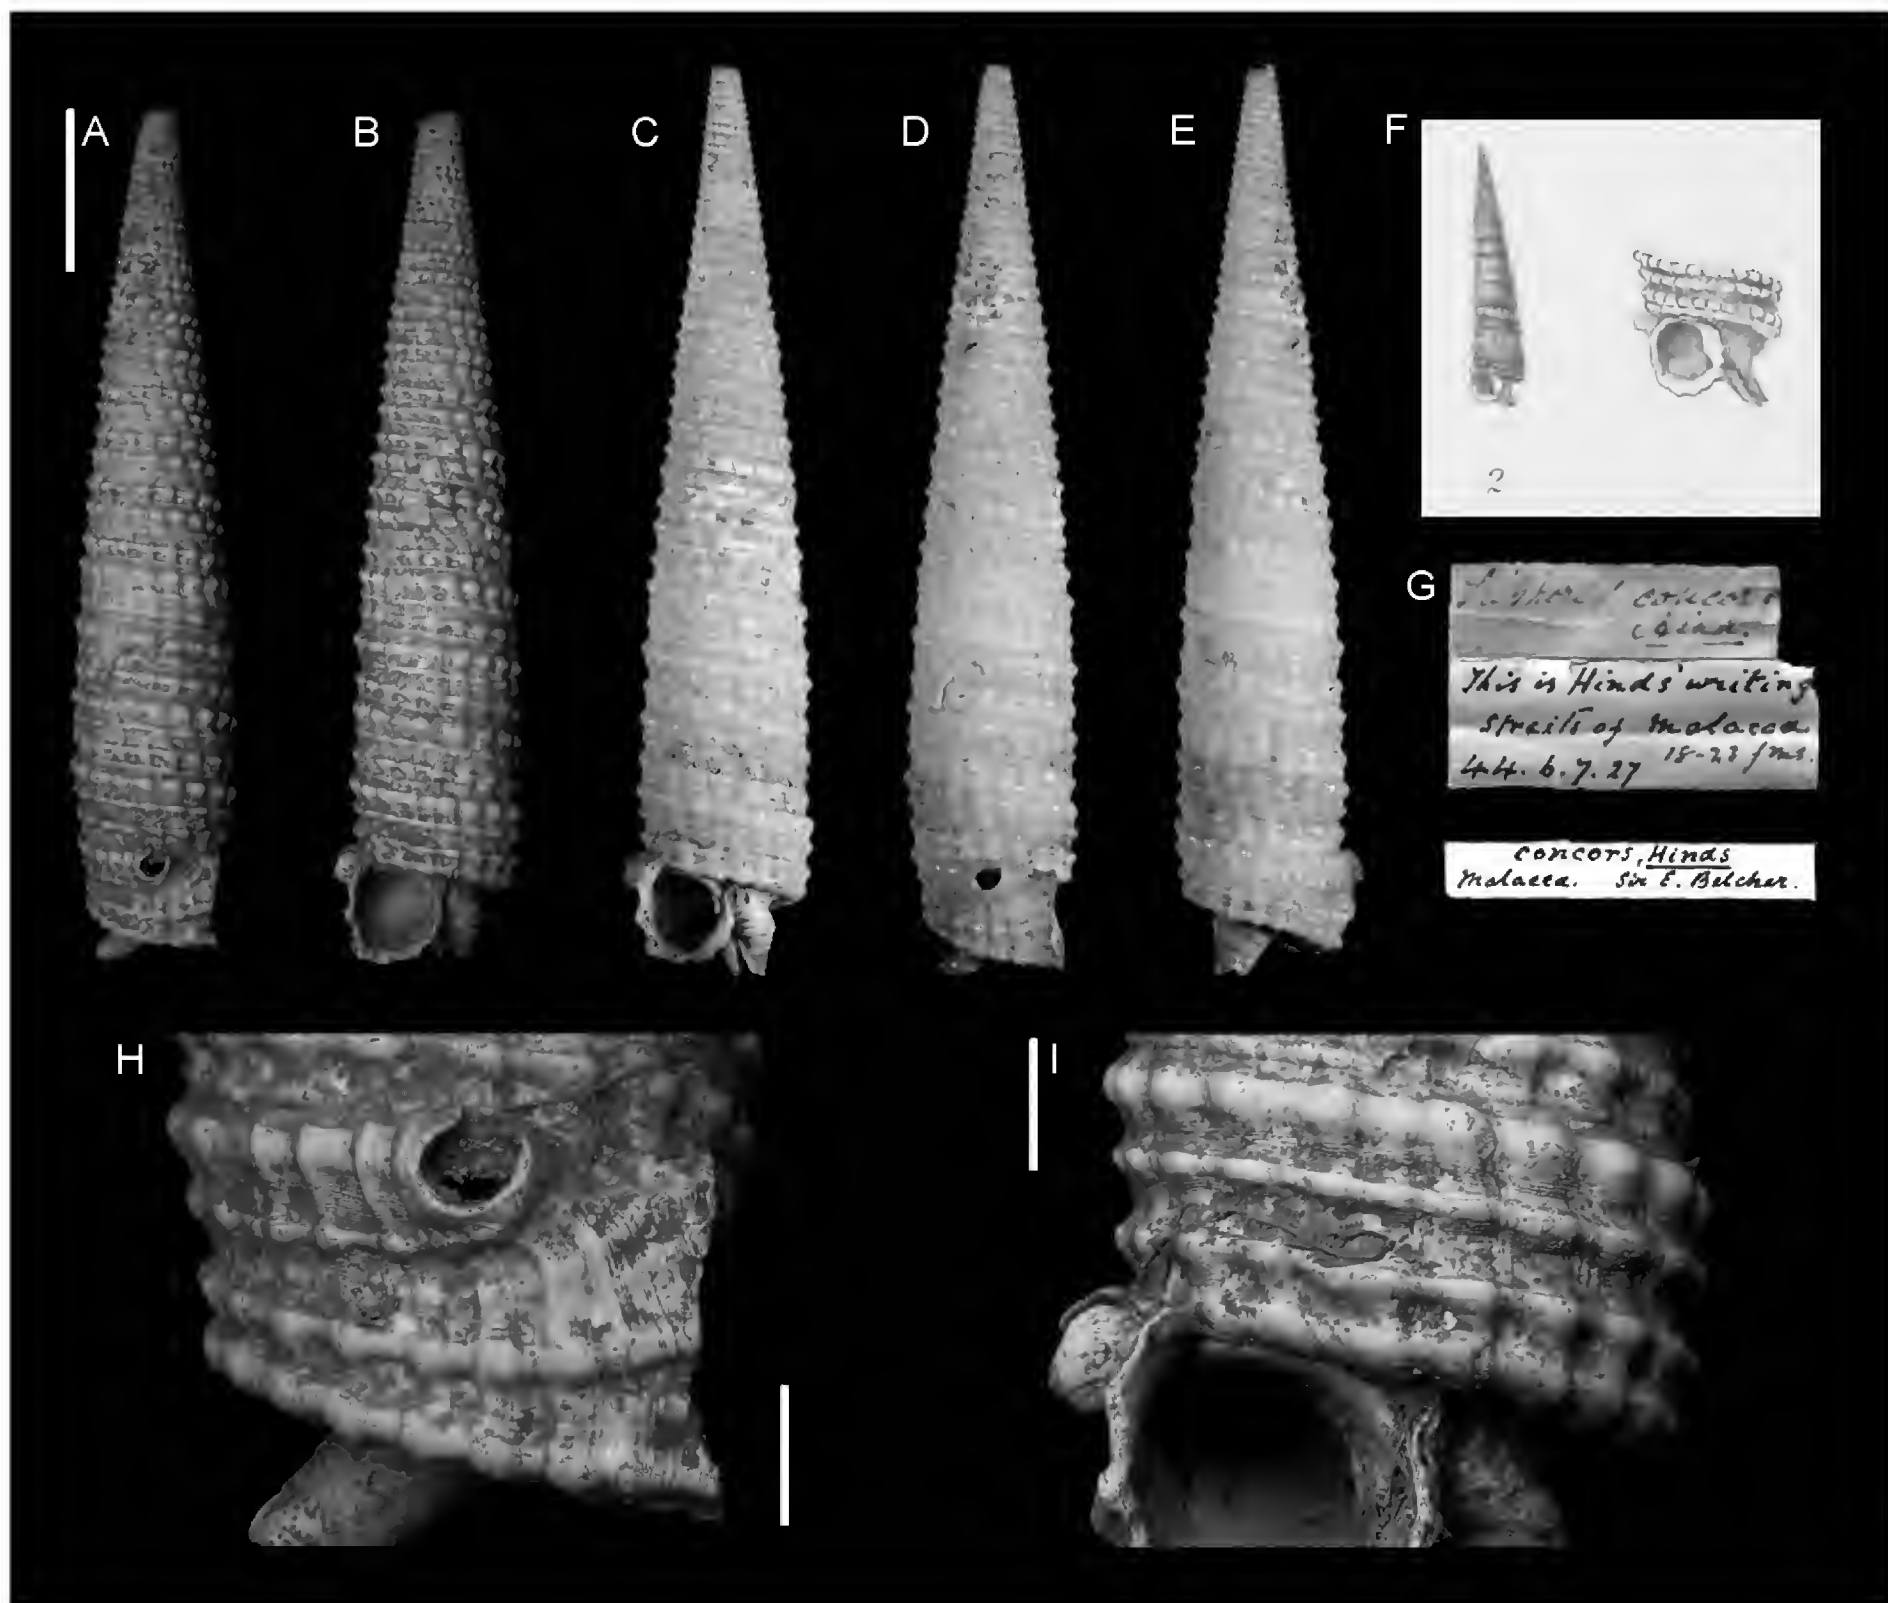 A
B
C
D
E
F
2
G
concors
china.
This is Hinds' writing
Straits of Malacca
44.6.7.27 18-23 fms.
concors, Hinds
Malacca. Sir E. Belcher.
H
I